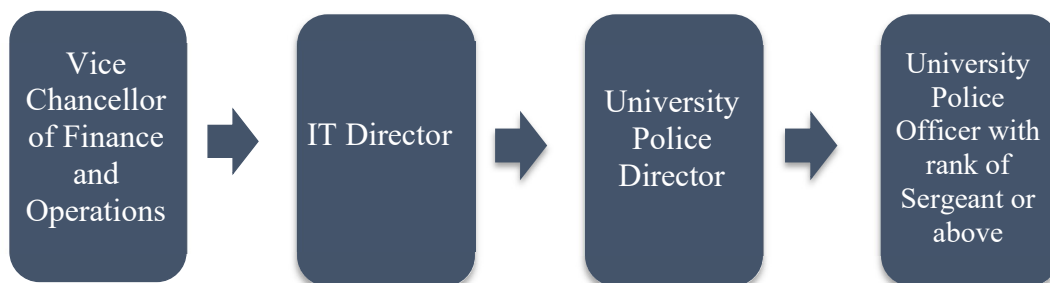 Vice
Chancellor
of Finance
and
Operations
IT Director
University
Police
Director
University
Police
Officer with
rank of
Sergeant or
above